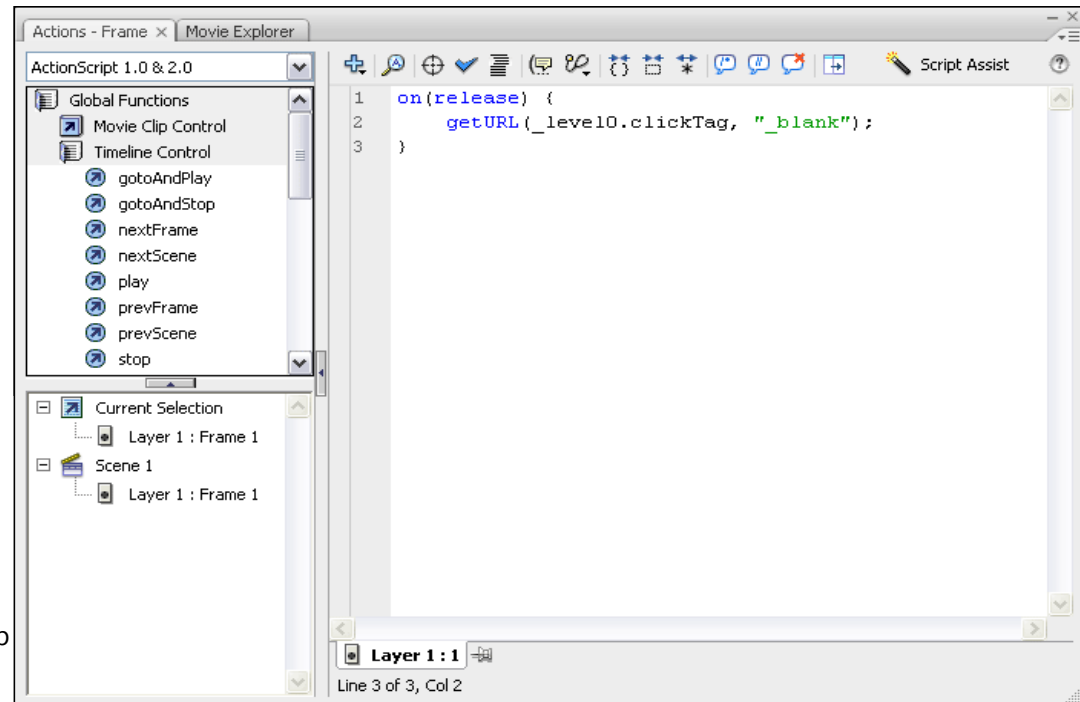 Actions - Frame × Movie Explorer
ActionScript 1.0 & 2.0
Global Functions
Movie Clip Control
Timeline Control
gotoAndPlay
gotoAndStop
nextFrame
nextScene
play
prevFrame
prevScene
stop
Current Selection
Layer 1 : Frame 1
Scene 1
Layer 1 : Frame 1
Script Assist
1 on(release) {
2 getURL(_level0.clickTag, "_blank");
3 }
Layer 1 : 1
Line 3 of 3, Col 2